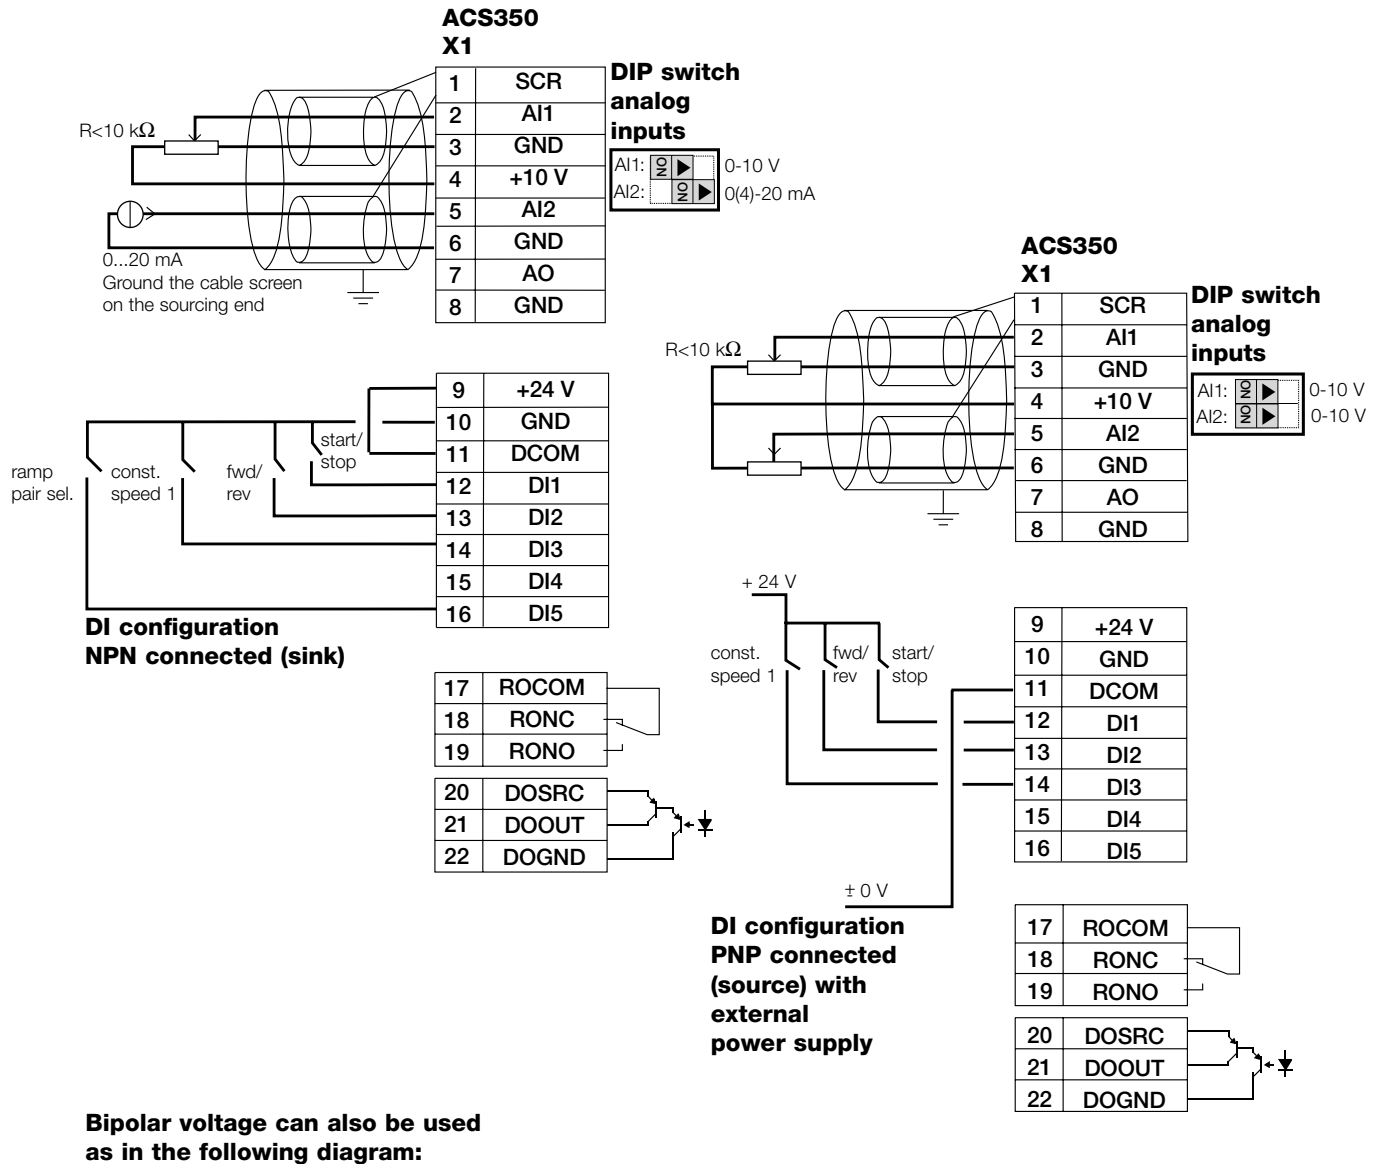 ACS350
X1
1 SCR
2 AI1
3 GND
4 +10 V
5 AI2
6 GND
7 AO
8 GND
R<10 kΩ
0...20 mA
Ground the cable screen
on the sourcing end
DIP switch
analog
inputs
AI1: ON 0-10 V
AI2: ON 0(4)-20 mA
9 +24 V
10 GND
11 DCOM
12 DI1
13 DI2
14 DI3
15 DI4
16 DI5
ramp
pair sel.
const.
speed 1
fwd/
rev
start/
stop
DI configuration
NPN connected (sink)
17 ROCOM
18 RONC
19 RONO
20 DOSRC
21 DOOUT
22 DOGND
ACS350
X1
1 SCR
2 AI1
3 GND
4 +10 V
5 AI2
6 GND
7 AO
8 GND
R<10 kΩ
DIP switch
analog
inputs
AI1: ON 0-10 V
AI2: ON 0-10 V
+ 24 V
const.
speed 1
fwd/
rev
start/
stop
9 +24 V
10 GND
11 DCOM
12 DI1
13 DI2
14 DI3
15 DI4
16 DI5
± 0 V
DI configuration
PNP connected
(source) with
external
power supply
17 ROCOM
18 RONC
19 RONO
20 DOSRC
21 DOOUT
22 DOGND
Bipolar voltage can also be used
as in the following diagram: